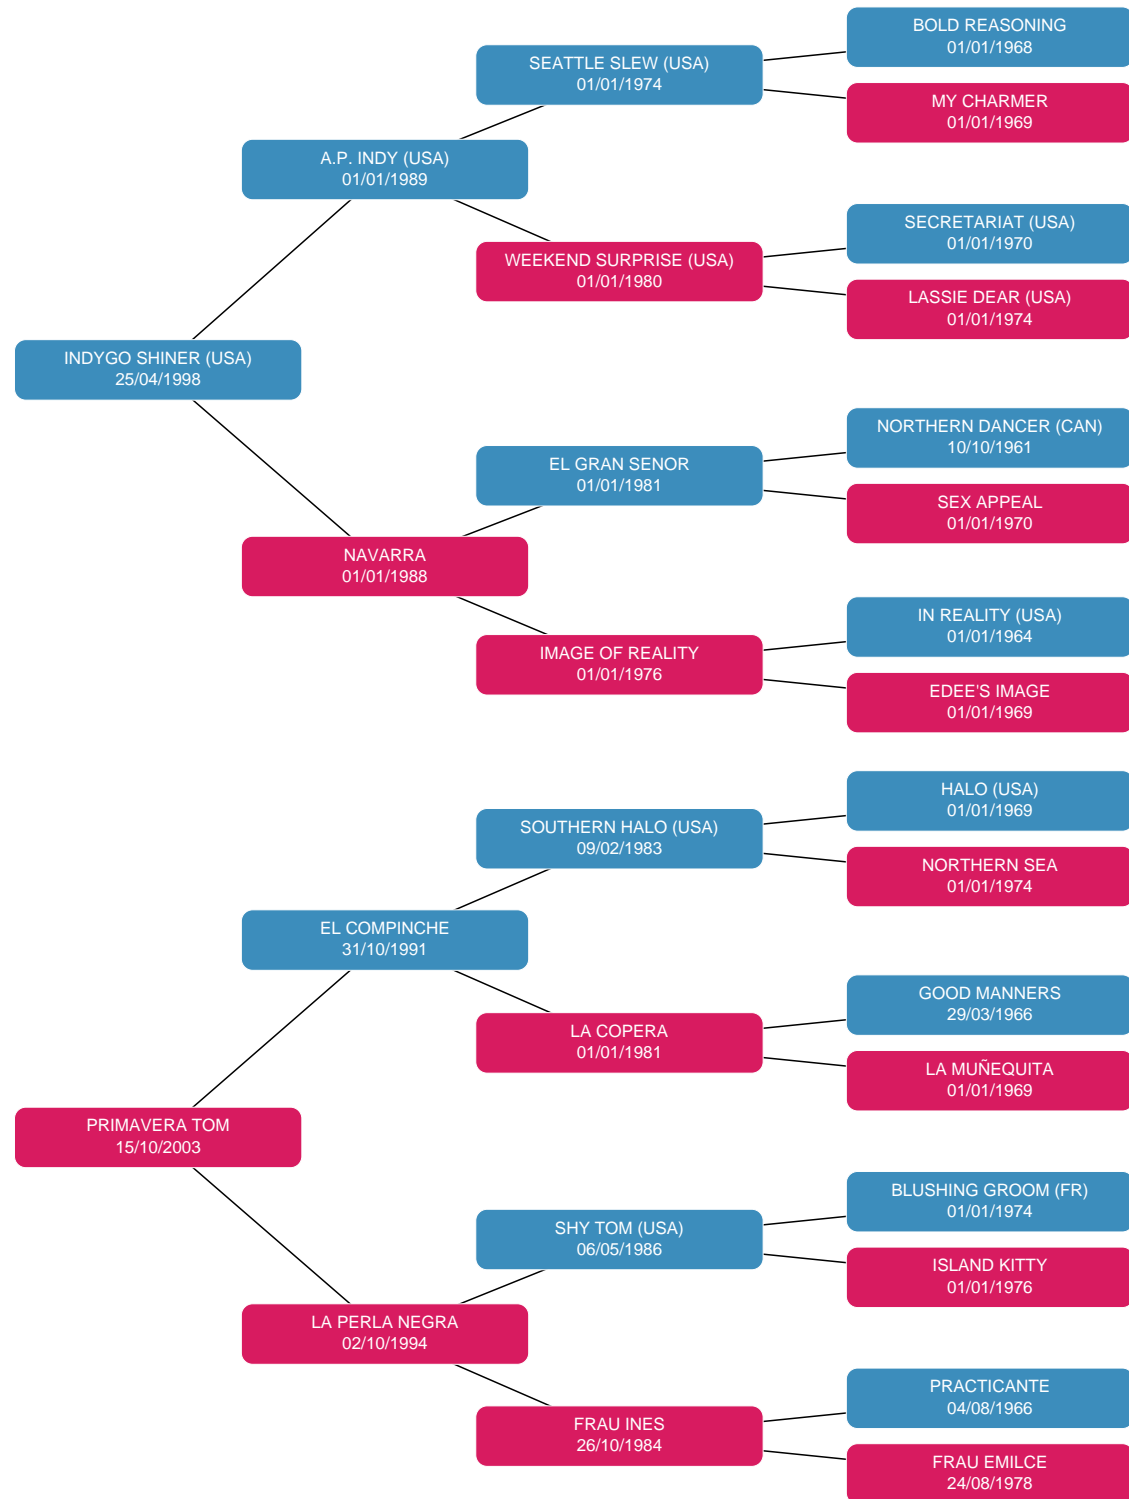 BOLD REASONING
01/01/1968
SEATTLE SLEW (USA)
01/01/1974
MY CHARMER
01/01/1969
A.P. INDY (USA)
01/01/1989
SECRETARIAT (USA)
01/01/1970
WEEKEND SURPRISE (USA)
01/01/1980
LASSIE DEAR (USA)
01/01/1974
INDYGO SHINER (USA)
25/04/1998
NORTHERN DANCER (CAN)
10/10/1961
EL GRAN SENOR
01/01/1981
SEX APPEAL
01/01/1970
NAVARRA
01/01/1988
IN REALITY (USA)
01/01/1964
IMAGE OF REALITY
01/01/1976
EDEE'S IMAGE
01/01/1969
HALO (USA)
01/01/1969
SOUTHERN HALO (USA)
09/02/1983
NORTHERN SEA
01/01/1974
EL COMPINCHE
31/10/1991
GOOD MANNERS
29/03/1966
LA COPERA
01/01/1981
LA MUÑEQUITA
01/01/1969
PRIMAVERA TOM
15/10/2003
BLUSHING GROOM (FR)
01/01/1974
SHY TOM (USA)
06/05/1986
ISLAND KITTY
01/01/1976
LA PERLA NEGRA
02/10/1994
PRACTICANTE
04/08/1966
FRAU INES
26/10/1984
FRAU EMILCE
24/08/1978